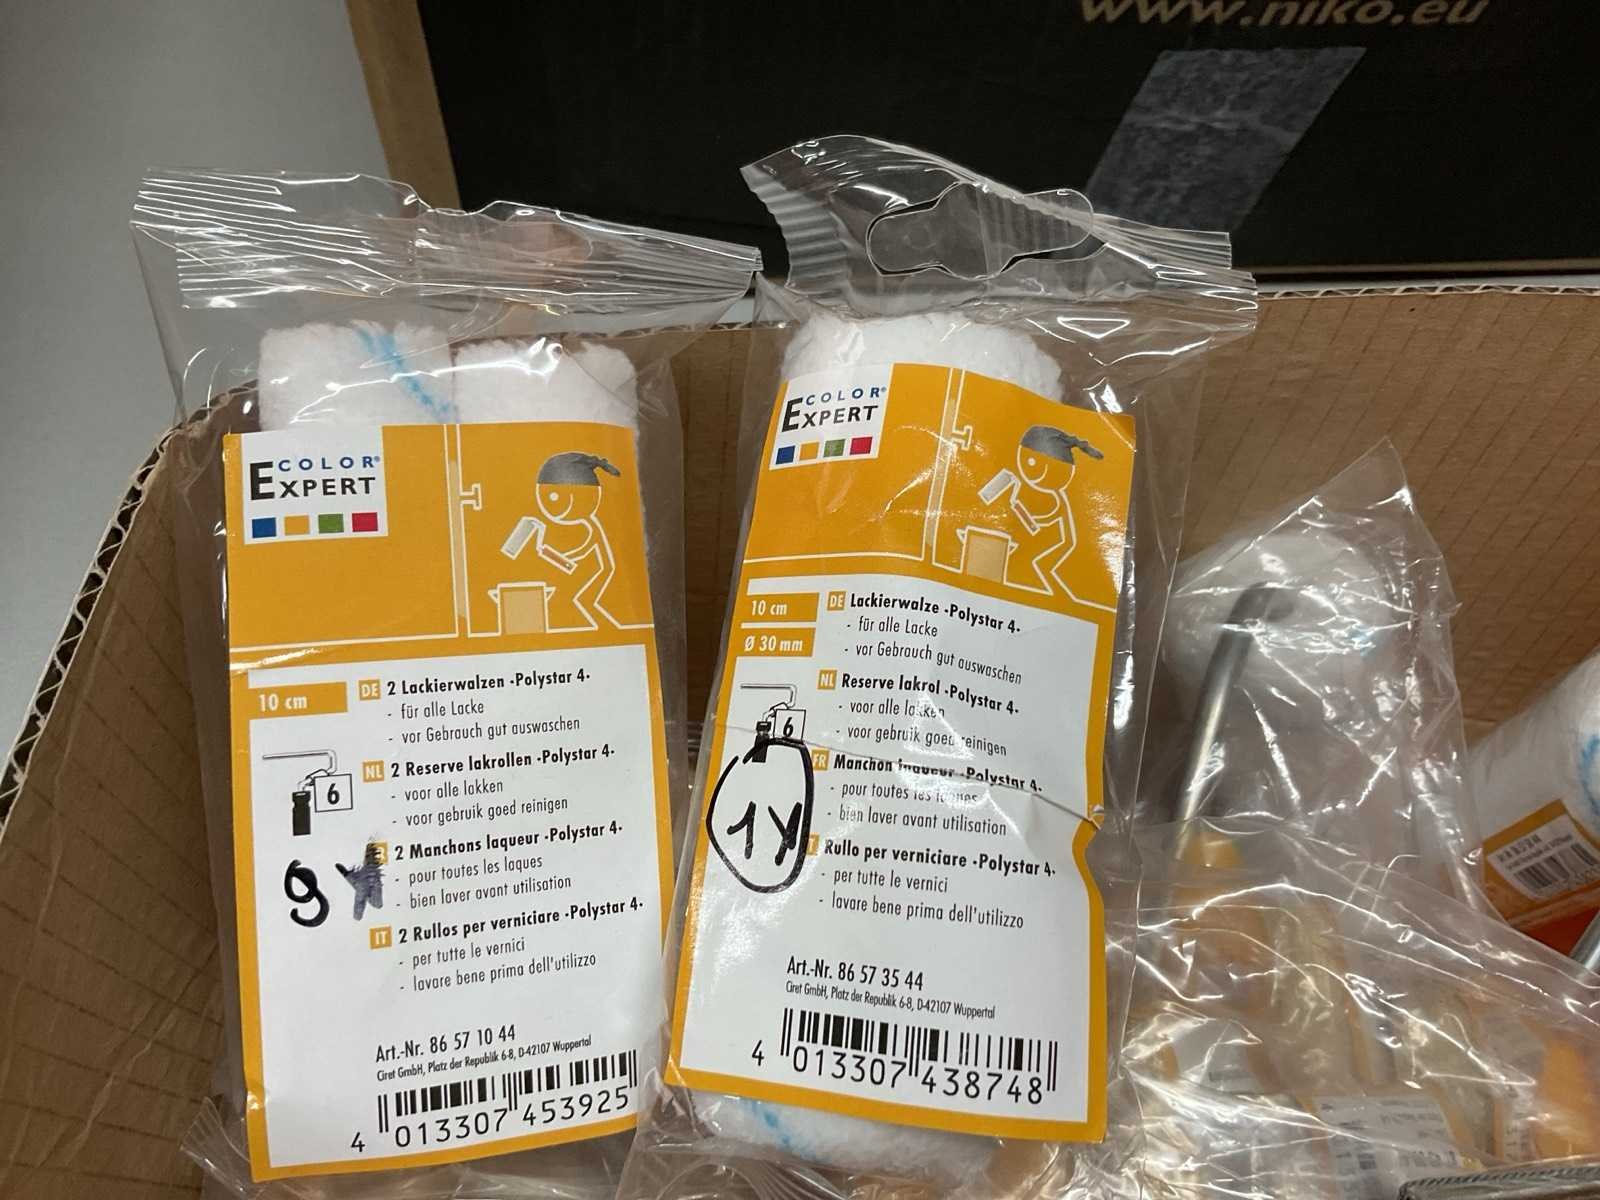 www.niko.eu
COLOR®
EXPERT
10 cm
DE 2 Lackierwalzen -Polystar 4-
- für alle Lacke
- vor Gebrauch gut auswaschen
NL 2 Reserve lakrollen -Polystar 4-
- voor alle lakken
- voor gebruik goed reinigen
6
2 Manchons laqueur -Polystar 4-
- pour toutes les laques
- bien laver avant utilisation
9 x
IT 2 Rullos per verniciare -Polystar 4-
- per tutte le vernici
- lavare bene prima dell'utilizzo
Art.-Nr. 86 57 10 44
Ciret GmbH, Platz der Republik 6-8, D-42107 Wuppertal
4 013307 453925
COLOR®
EXPERT
10 cm
Ø 30 mm
DE Lackierwalze -Polystar 4-
- für alle Lacke
- vor Gebrauch gut auswaschen
NL Reserve lakrol -Polystar 4-
- voor alle lakken
- voor gebruik goed reinigen
6
FR Manchon laqueur -Polystar 4-
- pour toutes les laques
- bien laver avant utilisation
1x
Rullo per verniciare -Polystar 4-
- per tutte le vernici
- lavare bene prima dell'utilizzo
Art.-Nr. 86 57 35 44
Ciret GmbH, Platz der Republik 6-8, D-42107 Wuppertal
4 013307 438748